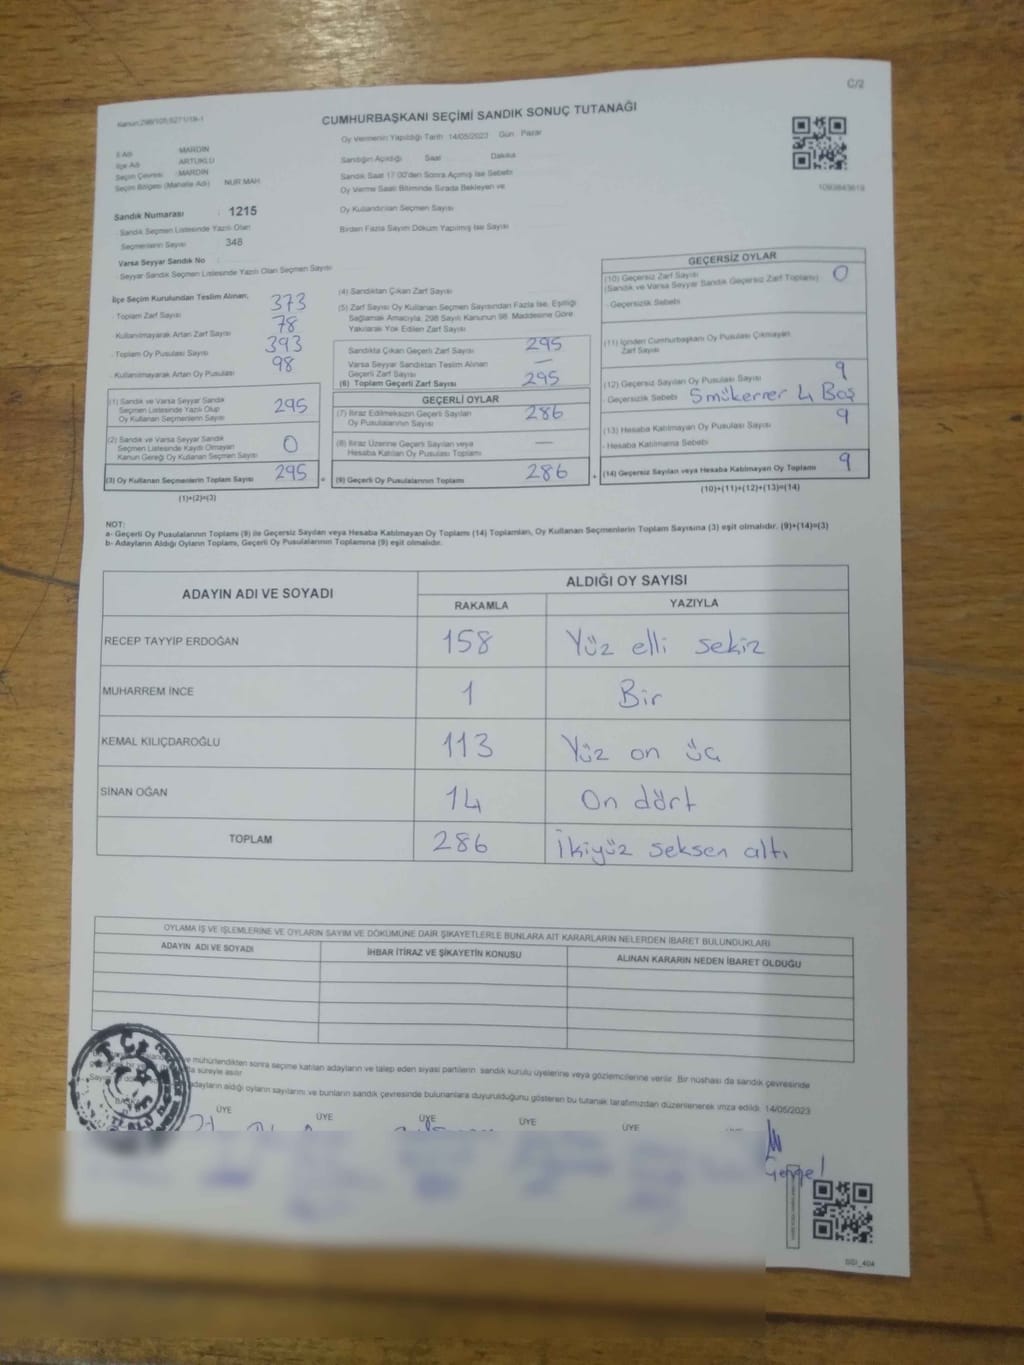 C/2
CUMHURBAŞKANI SEÇİMİ SANDIK SONUÇ TUTANAĞI
Oy Vermenin Yapıldığı Tarih 14/05/2023 Gün Pazar
İl Adı MARDİN
İlçe Adı ARTUKLU
Seçim Çevresi : MARDİN
Seçim Bölgesi (Mahalle Adı) NUR MAH
Sandığın Açıldığı Saat Dakika
Sandık Saat 17:00'den Sonra Açılmış İse Sebebi
Oy Verme Saati Bitiminde Sırada Bekleyen ve
Oy Kullandırılan Seçmen Sayısı
Birden Fazla Sayım Döküm Yapılmış İse Sayısı
Sandık Numarası : 1215
Sandık Seçmen Listesinde Yazılı Olan
Seçmenlerin Sayısı 348
Varsa Seyyar Sandık No
Seyyar Sandık Seçmen Listesinde Yazılı Olan Seçmen Sayısı
İlçe Seçim Kurulundan Teslim Alınan;
- Toplam Zarf Sayısı 373
- Kullanılmayarak Artan Zarf Sayısı 78
- Toplam Oy Pusulası Sayısı 393
- Kullanılmayarak Artan Oy Pusulası 98
(1) Sandık ve Varsa Seyyar Sandık
Seçmen Listesinde Yazılı Olup
Oy Kullanan Seçmenlerin Sayısı 295
(2) Sandık ve Varsa Seyyar Sandık
Seçmen Listesinde Kaydı Olmayan
Kanun Gereği Oy Kullanan Seçmen Sayısı 0
(3) Oy Kullanan Seçmenlerin Toplam Sayısı 295
(1)+(2)=(3)
(4) Sandıktan Çıkan Zarf Sayısı
(5) Zarf Sayısı Oy Kullanan Seçmen Sayısından Fazla İse, Eşitliği
Sağlamak Amacıyla, 298 Sayılı Kanunun 98. Maddesine Göre
Yakılarak Yok Edilen Zarf Sayısı
Sandıkta Çıkan Geçerli Zarf Sayısı 295
Varsa Seyyar Sandıktan Teslim Alınan
Geçerli Zarf Sayısı —
(6) Toplam Geçerli Zarf Sayısı 295
GEÇERLİ OYLAR
(7) İtiraz Edilmeksizin Geçerli Sayılan
Oy Pusulasının Sayısı 286
(8) İtiraz Üzerine Geçerli Sayılan veya
Hesaba Katılan Oy Pusulası Toplamı —
= (9) Geçerli Oy Pusulalarının Toplamı 286
GEÇERSİZ OYLAR
(10) Geçersiz Zarf Sayısı
(Sandık ve Varsa Seyyar Sandık Geçersiz Zarf Toplamı) 0
- Geçersizlik Sebebi
(11) İçinden Cumhurbaşkanı Oy Pusulası Çıkmayan
Zarf Sayısı
(12) Geçersiz Sayılan Oy Pusulası Sayısı 9
- Geçersizlik Sebebi 5 mükerrer 4 Boş
(13) Hesaba Katılmayan Oy Pusulası Sayısı 9
- Hesaba Katılmama Sebebi
+ (14) Geçersiz Sayılan veya Hesaba Katılmayan Oy Toplamı 9
(10)+(11)+(12)+(13)=(14)
NOT:
a- Geçerli Oy Pusulalarının Toplamı (9) ile Geçersiz Sayılan veya Hesaba Katılmayan Oy Toplamı (14) Toplamları, Oy Kullanan Seçmenlerin Toplam Sayısına (3) eşit olmalıdır. (9)+(14)=(3)
b- Adayların Aldığı Oyların Toplamı, Geçerli Oy Pusulalarının Toplamına (9) eşit olmalıdır.
ADAYIN ADI VE SOYADI ALDIĞI OY SAYISI
RAKAMLA YAZIYLA
RECEP TAYYİP ERDOĞAN 158 Yüz elli sekiz
MUHARREM İNCE 1 Bir
KEMAL KILIÇDAROĞLU 113 Yüz on üç
SİNAN OĞAN 14 On dört
TOPLAM 286 İkiyüz seksen altı
OYLAMA İŞ VE İŞLEMLERİNE VE OYLARIN SAYIM VE DÖKÜMÜNE DAİR ŞİKAYETLERLE BUNLARA AİT KARARLARIN NELERDEN İBARET BULUNDUKLARI
ADAYIN ADI VE SOYADI İHBAR İTİRAZ VE ŞİKAYETİN KONUSU ALINAN KARARIN NEDEN İBARET OLDUĞU
ve mühürlendikten sonra seçime katılan adayların ve talep eden siyasi partilerin sandık kurulu üyelerine veya gözlemcilerine verilir. Bir nüshası da sandık çevresinde
süreyle asılır.
adayların aldığı oyların sayılarını ve bunların sandık çevresinde bulunanlara duyurulduğunu gösteren bu tutanak tarafımızdan düzenlenerek imza edildi. 14/05/2023
T.C.
ÜYE ÜYE ÜYE ÜYE ÜYE